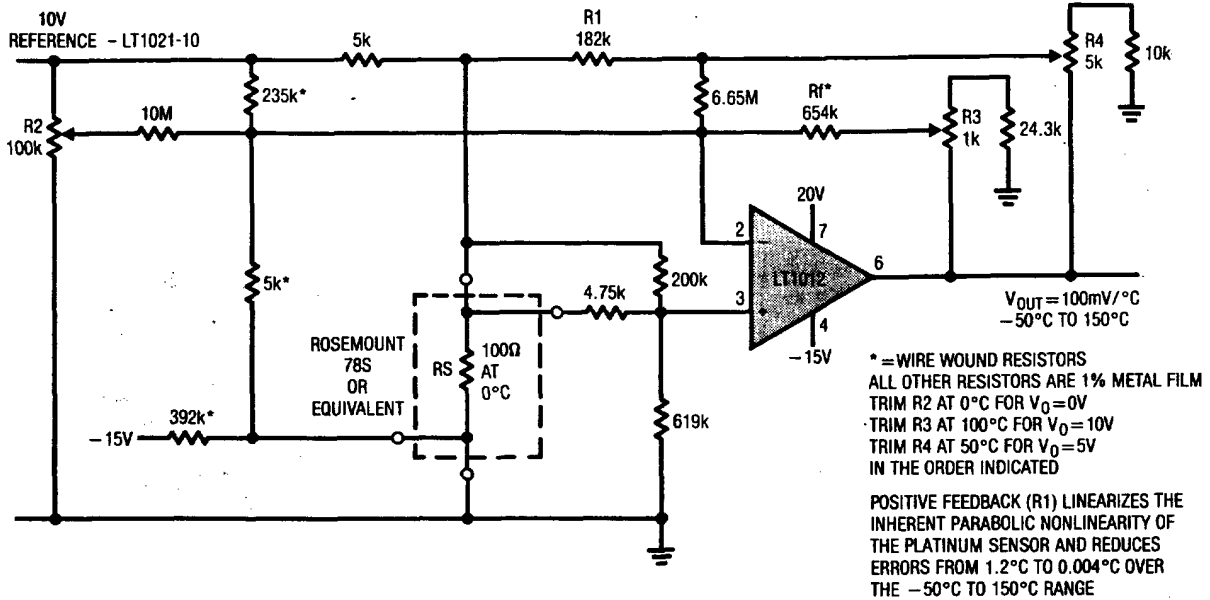 10V
REFERENCE - LT1021-10
5k
R1
182k
R4
5k
10k
235k*
6.65M
Rf*
654k
R3
1k
24.3k
10M
R2
100k
20V
2
7
5k*
200k
LT1012
6
4.75k
3
+
4
VOUT=100mV/°C
-50°C TO 150°C
-15V
ROSEMOUNT
78S
OR
EQUIVALENT
RS
100Ω
AT
0°C
* =WIRE WOUND RESISTORS
ALL OTHER RESISTORS ARE 1% METAL FILM
TRIM R2 AT 0°C FOR VO=0V
TRIM R3 AT 100°C FOR VO=10V
TRIM R4 AT 50°C FOR VO=5V
IN THE ORDER INDICATED
392k*
-15V
619k
POSITIVE FEEDBACK (R1) LINEARIZES THE
INHERENT PARABOLIC NONLINEARITY OF
THE PLATINUM SENSOR AND REDUCES
ERRORS FROM 1.2°C TO 0.004°C OVER
THE -50°C TO 150°C RANGE